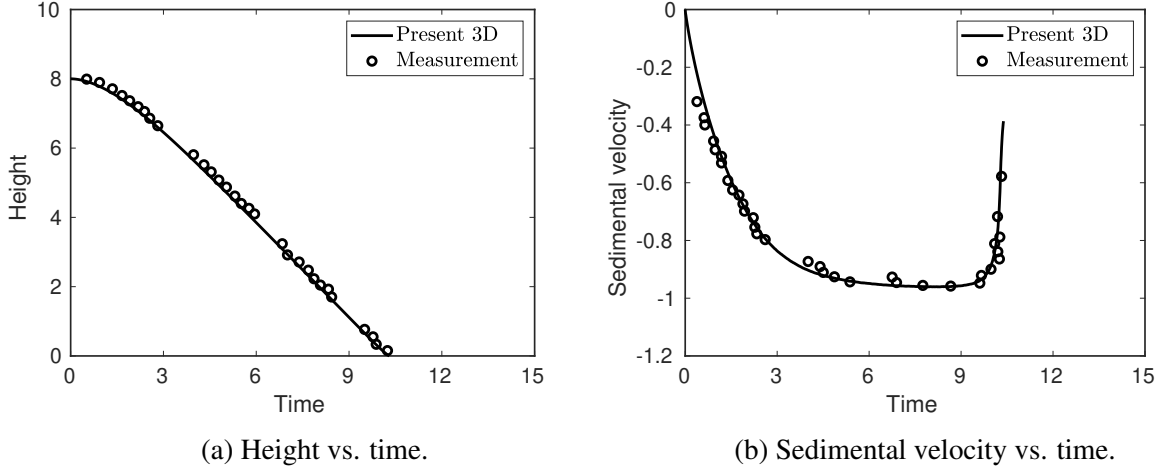 10
8
6
4
2
0
Height
0 3 6 9 12 15
Time
Present 3D
Measurement
(a) Height vs. time.
0
-0.2
-0.4
-0.6
-0.8
-1
-1.2
Sedimental velocity
0 3 6 9 12 15
Time
Present 3D
Measurement
(b) Sedimental velocity vs. time.